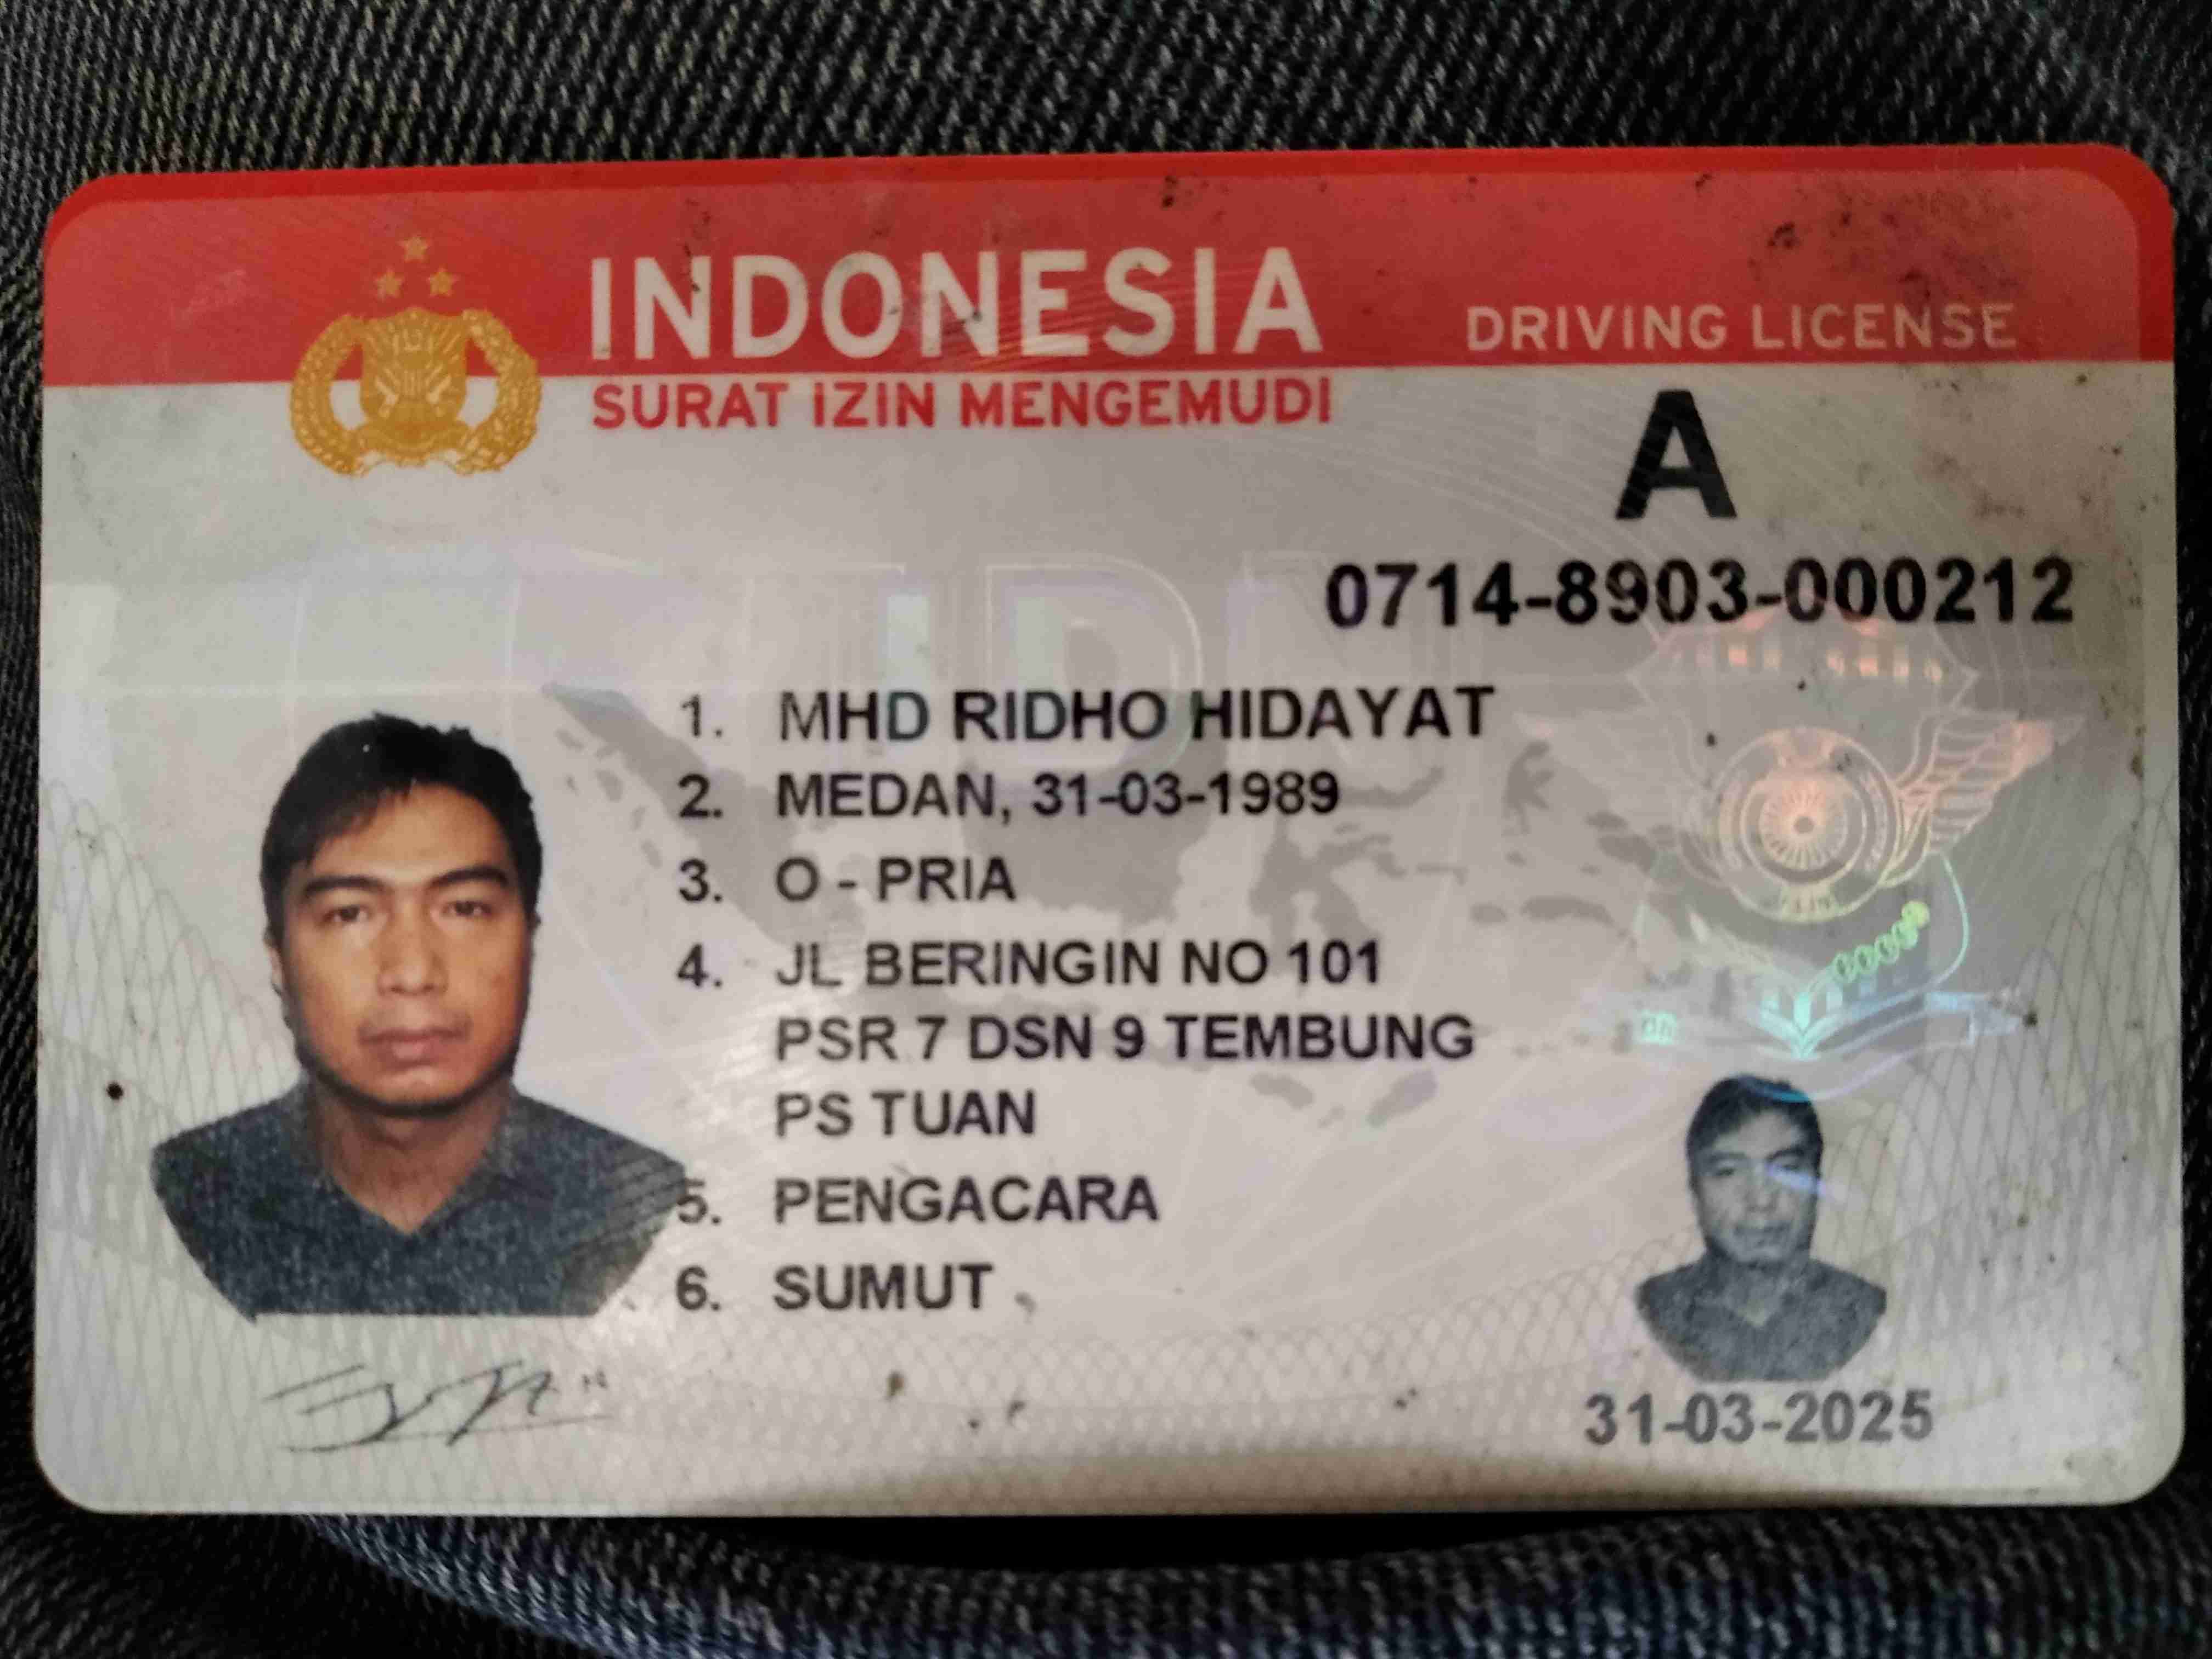 INDONESIA
DRIVING LICENSE
SURAT IZIN MENGEMUDI
A
0714-8903-000212
1. MHD RIDHO HIDAYAT
2. MEDAN, 31-03-1989
3. O - PRIA
4. JL BERINGIN NO 101
PSR 7 DSN 9 TEMBUNG
PS TUAN
5. PENGACARA
6. SUMUT
31-03-2025